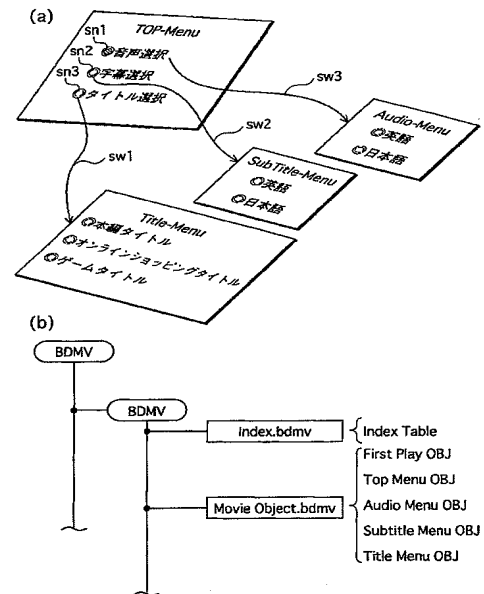 (a)
TOP-Menu
sn1
◎音声選択
sn2
◎字幕選択
sn3
◎タイトル選択
sw3
sw2
sw1
Audio-Menu
◎英語
◎日本語
SubTitle-Menu
◎英語
◎日本語
Title-Menu
◎本編タイトル
◎オンラインショッピングタイトル
◎ゲームタイトル
(b)
BDMV
BDMV
Index.bdmv
Index Table
First Play OBJ
Top Menu OBJ
Movie Object.bdmv
Audio Menu OBJ
Subtitle Menu OBJ
Title Menu OBJ